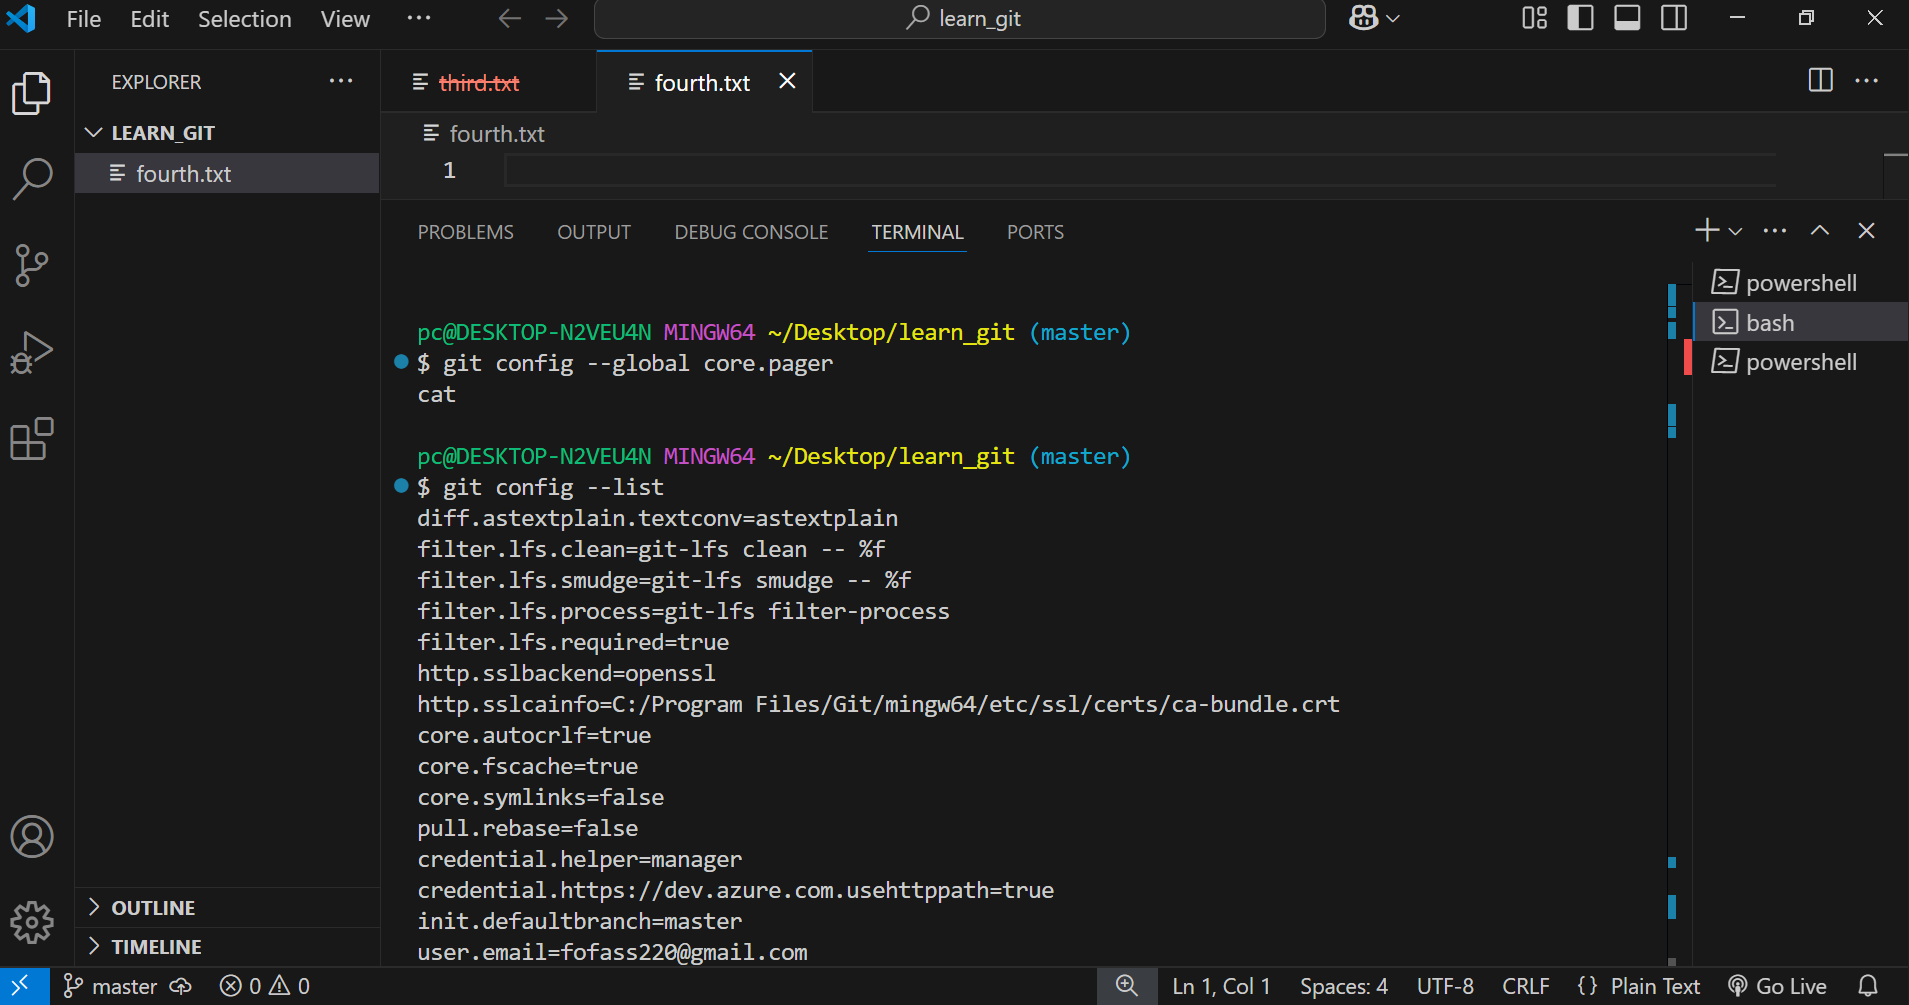 File Edit Selection View ···
learn_git
EXPLORER ···
third.txt
fourth.txt
LEARN_GIT
fourth.txt
fourth.txt
1
PROBLEMS OUTPUT DEBUG CONSOLE TERMINAL PORTS
powershell
bash
powershell
pc@DESKTOP-N2VEU4N MINGW64 ~/Desktop/learn_git (master)
$ git config --global core.pager
cat
pc@DESKTOP-N2VEU4N MINGW64 ~/Desktop/learn_git (master)
$ git config --list
diff.astextplain.textconv=astextplain
filter.lfs.clean=git-lfs clean -- %f
filter.lfs.smudge=git-lfs smudge -- %f
filter.lfs.process=git-lfs filter-process
filter.lfs.required=true
http.sslbackend=openssl
http.sslcainfo=C:/Program Files/Git/mingw64/etc/ssl/certs/ca-bundle.crt
core.autocrlf=true
core.fscache=true
core.symlinks=false
pull.rebase=false
credential.helper=manager
credential.https://dev.azure.com.usehttppath=true
init.defaultbranch=master
user.email=fofass220@gmail.com
OUTLINE
TIMELINE
master 0 0 Ln 1, Col 1 Spaces: 4 UTF-8 CRLF {} Plain Text Go Live